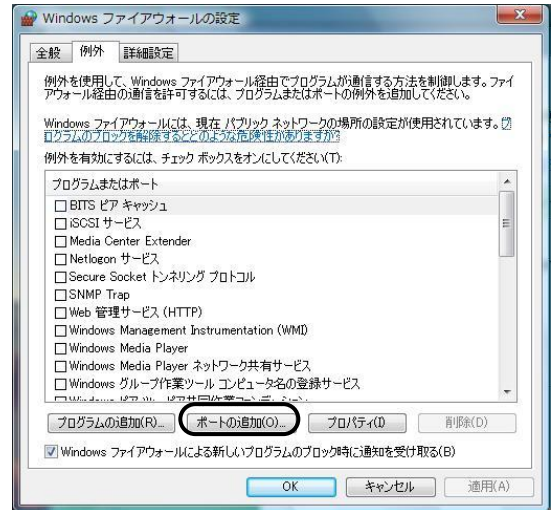 Windows ファイアウォールの設定
全般
例外
詳細設定
例外を使用して、Windows ファイアウォール経由でプログラムが通信する方法を制御します。ファイ
アウォール経由の通信を許可するには、プログラムまたはポートの例外を追加してください。
Windows ファイアウォールには、現在 パブリック ネットワークの場所の設定が使用されています。プ
ログラムのブロックを解除するとどのような危険性がありますか?
例外を有効にするには、チェック ボックスをオンにしてください(T):
プログラムまたはポート
BITS ピア キャッシュ
iSCSI サービス
Media Center Extender
Netlogon サービス
Secure Socket トンネリング プロトコル
SNMP Trap
Web 管理サービス (HTTP)
Windows Management Instrumentation (WMI)
Windows Media Player
Windows Media Player ネットワーク共有サービス
Windows グループ作業ツール コンピュータ名の登録サービス
プログラムの追加(R)...
ポートの追加(O)...
プロパティ(I)
削除(D)
Windows ファイアウォールによる新しいプログラムのブロック時に通知を受け取る(B)
OK
キャンセル
適用(A)